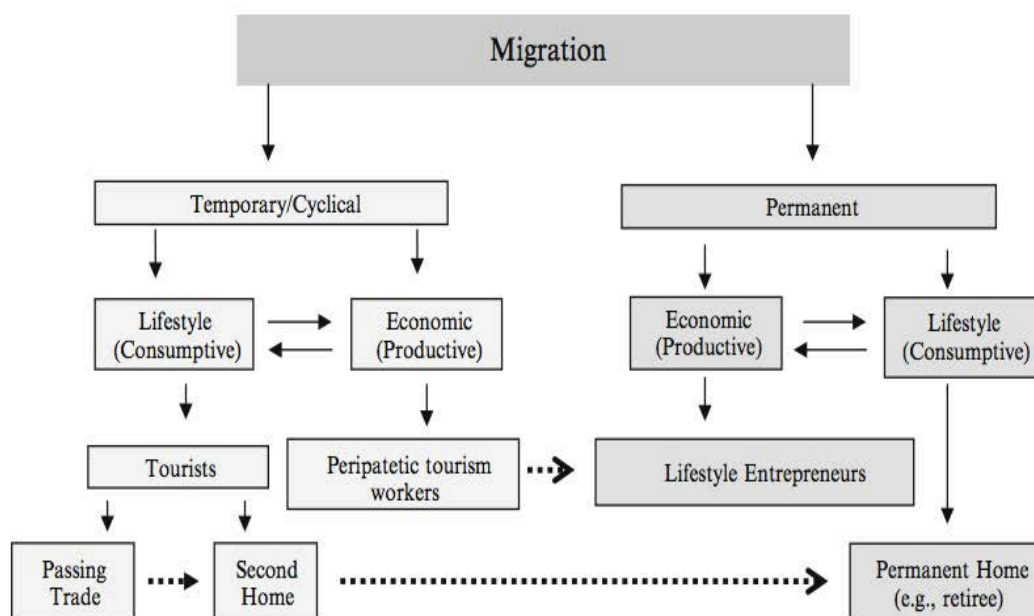 Migration
Temporary/Cyclical
Permanent
Lifestyle
(Consumptive)
Economic
(Productive)
Economic
(Productive)
Lifestyle
(Consumptive)
Tourists
Peripatetic tourism
workers
Lifestyle Entrepreneurs
Passing
Trade
Second
Home
Permanent Home
(e.g., retiree)